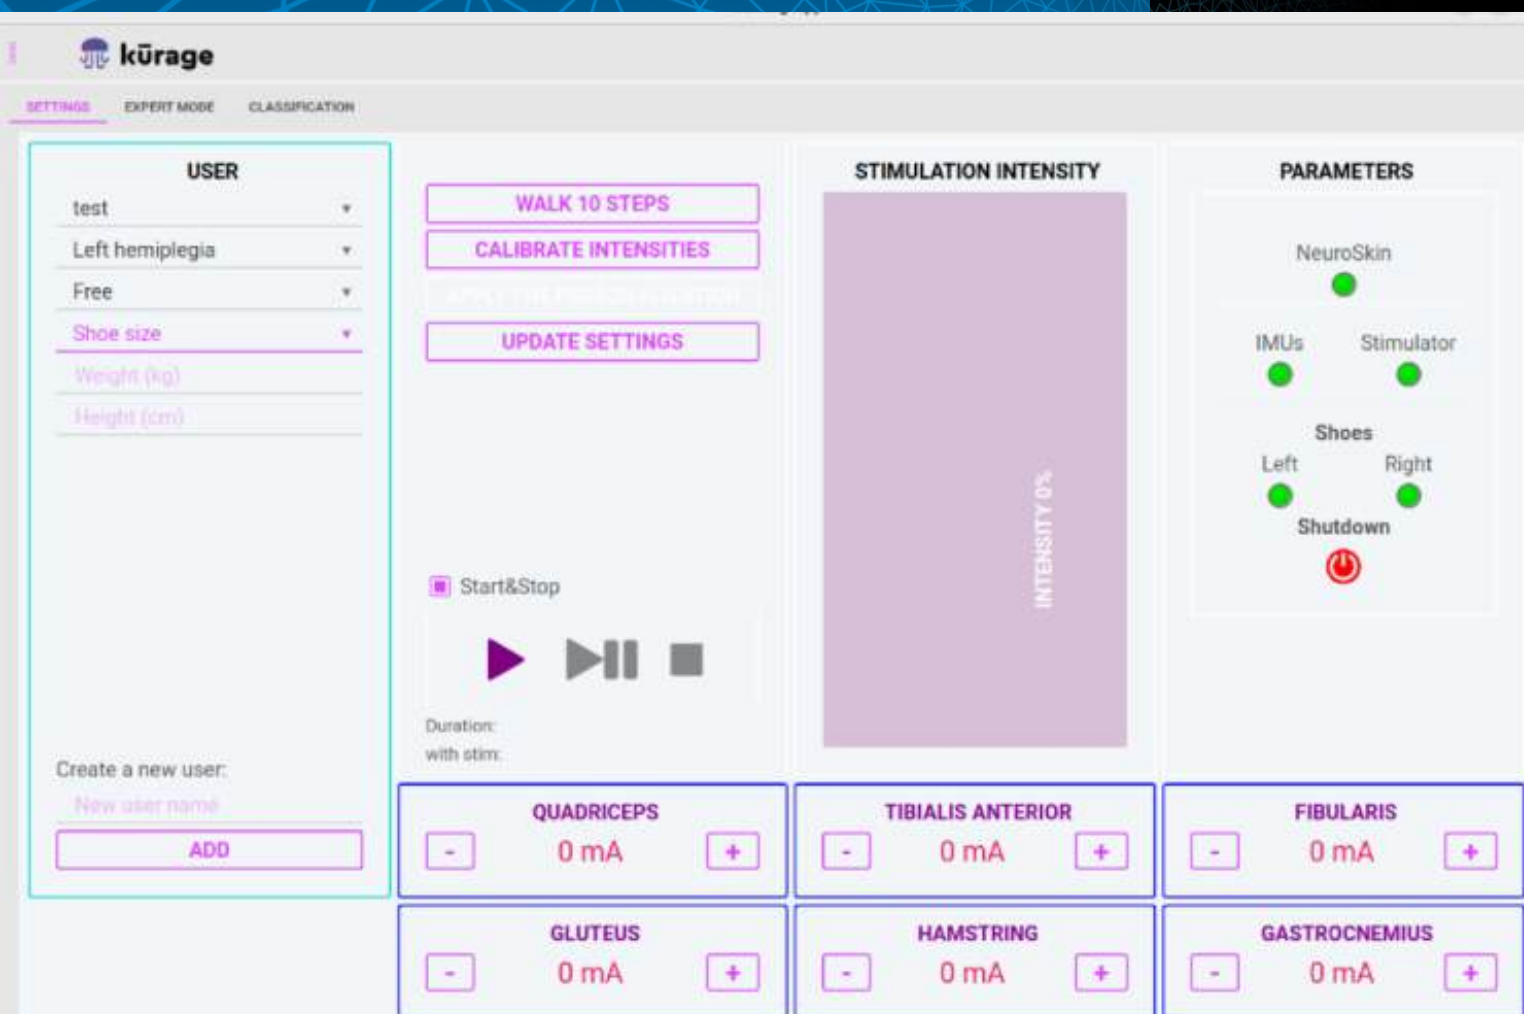 kūrage
SETTINGS EXPERT MODE CLASSIFICATION
USER
test
Left hemiplegia
Free
Shoe size
Weight (kg)
Height (cm)
Create a new user:
New user name
ADD
WALK 10 STEPS
CALIBRATE INTENSITIES
UPDATE SETTINGS
Start&Stop
Duration:
with stim:
STIMULATION INTENSITY
INTENSITY 0%
PARAMETERS
NeuroSkin
IMUs Stimulator
Shoes
Left Right
Shutdown
QUADRICEPS
- 0 mA +
TIBIALIS ANTERIOR
- 0 mA +
FIBULARIS
- 0 mA +
GLUTEUS
- 0 mA +
HAMSTRING
- 0 mA +
GASTROCNEMIUS
- 0 mA +